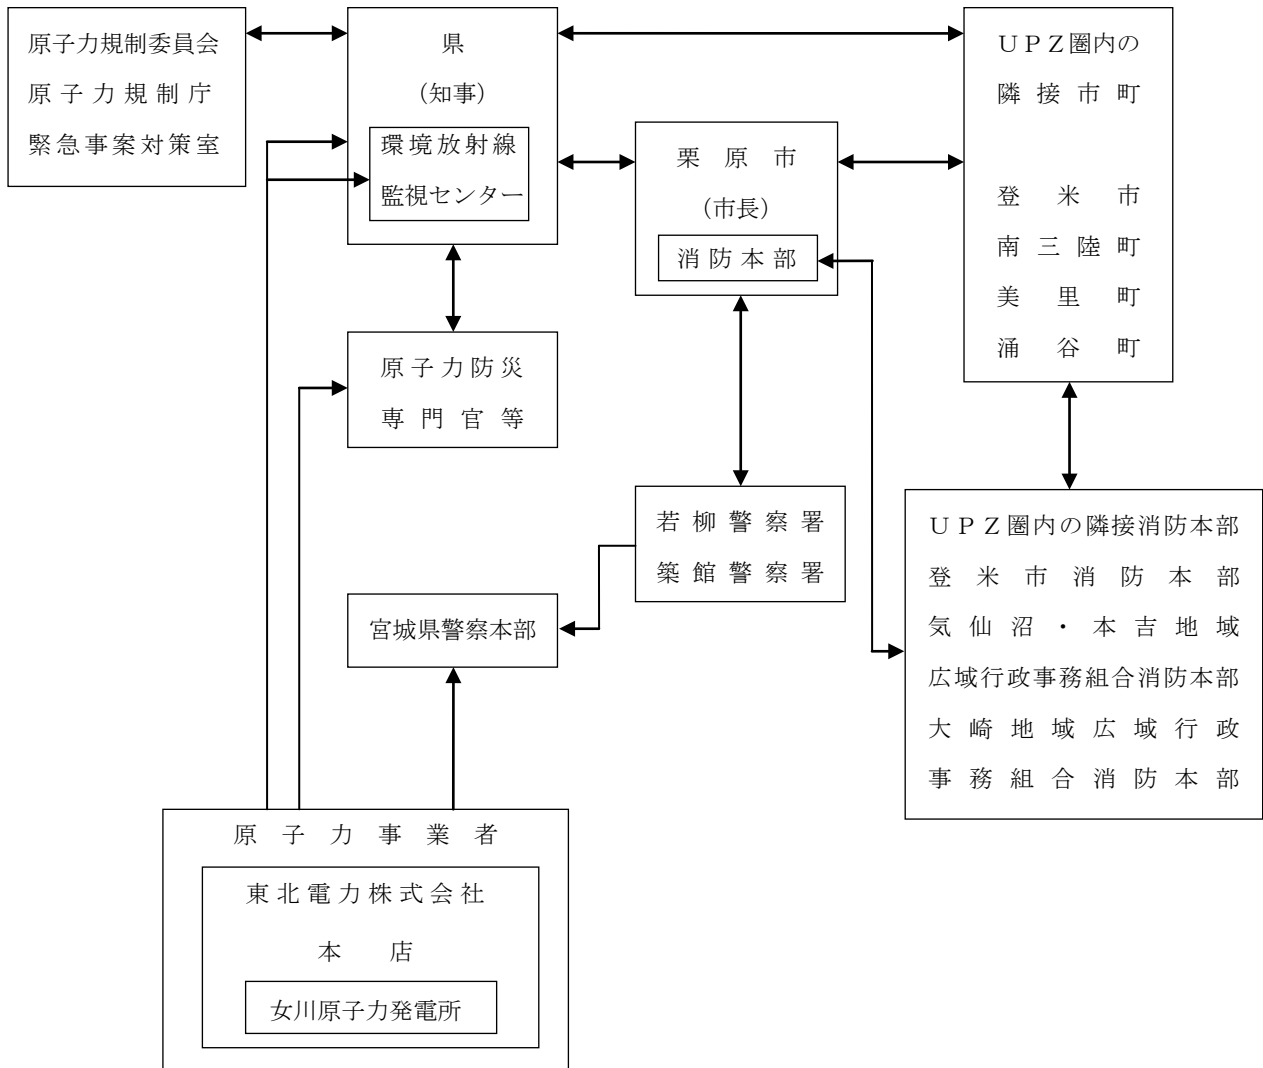 原子力規制委員会
原子力規制庁
緊急事案対策室
県
（知事）
環境放射線
監視センター
ＵＰＺ圏内の
隣接市町
登米市
南三陸町
美里町
涌谷町
栗原市
（市長）
消防本部
原子力防災
専門官等
若柳警察署
築館警察署
宮城県警察本部
ＵＰＺ圏内の隣接消防本部
登米市消防本部
気仙沼・本吉地域
広域行政事務組合消防本部
大崎地域広域行政
事務組合消防本部
原子力事業者
東北電力株式会社
本店
女川原子力発電所